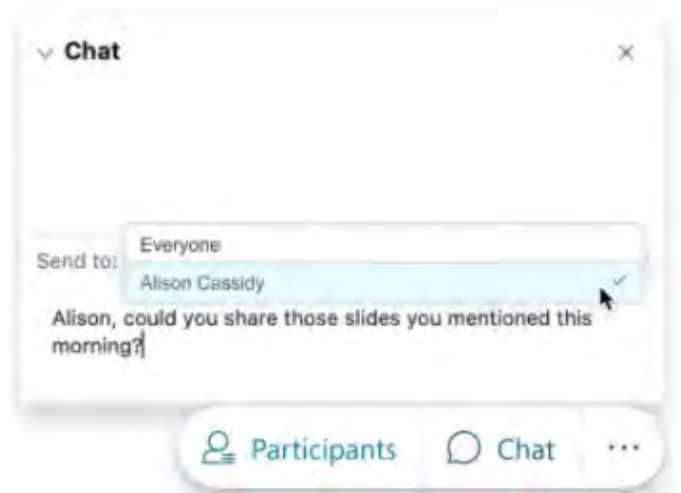 Chat
Everyone
Send to:
Alison Cassidy
Alison, could you share those slides you mentioned this
morning?
Participants
Chat